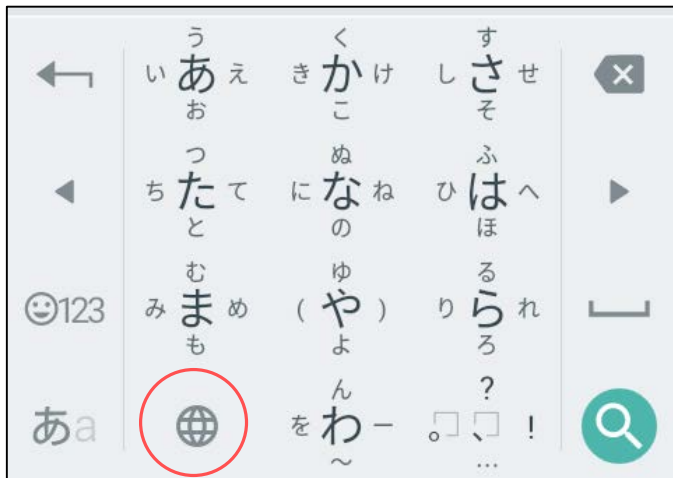 う く す
い あ え き か け し さ せ
お こ そ
つ ぬ ふ
ち た て に な ね ひ は へ
と の ほ
む ゆ る
123 み ま め ( や ) り ら れ
も よ ろ
ん ?
あa を わ ー 。 、 !
〜 …